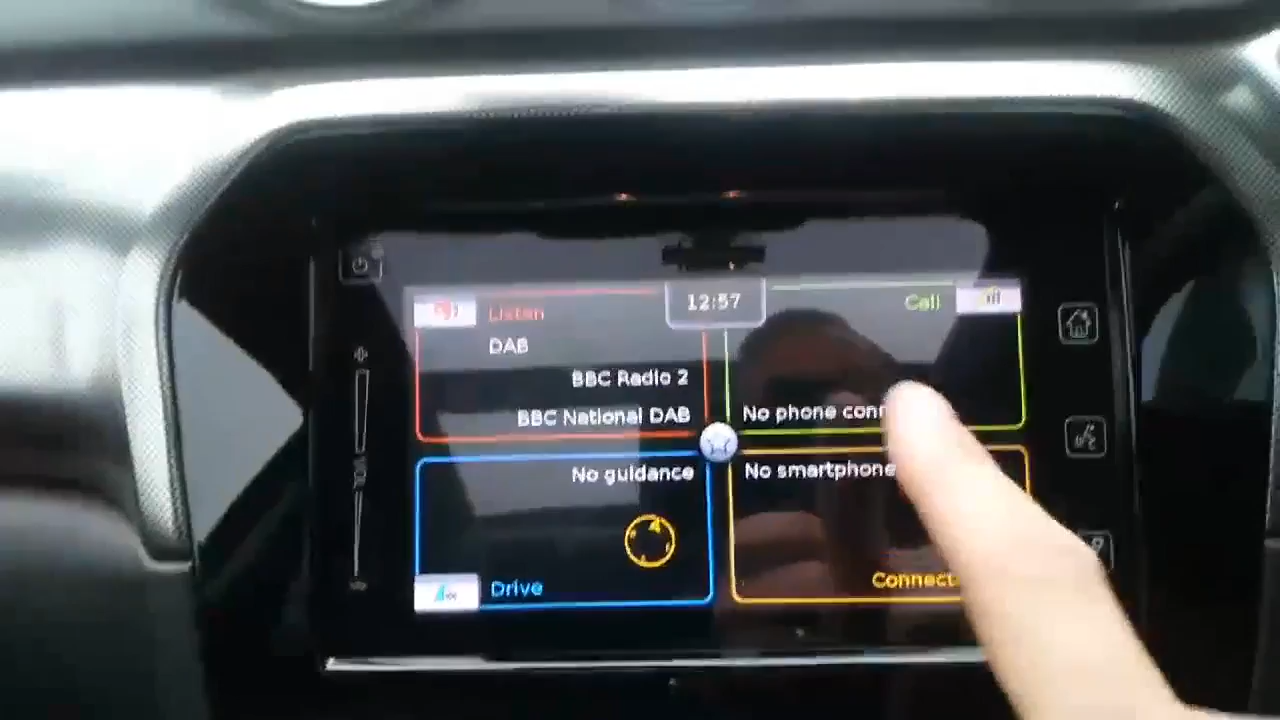 12:57
Listen
Call
DAB
BBC Radio 2
BBC National DAB
No phone conn
No guidance
No smartphone
Drive
Connect
VOL